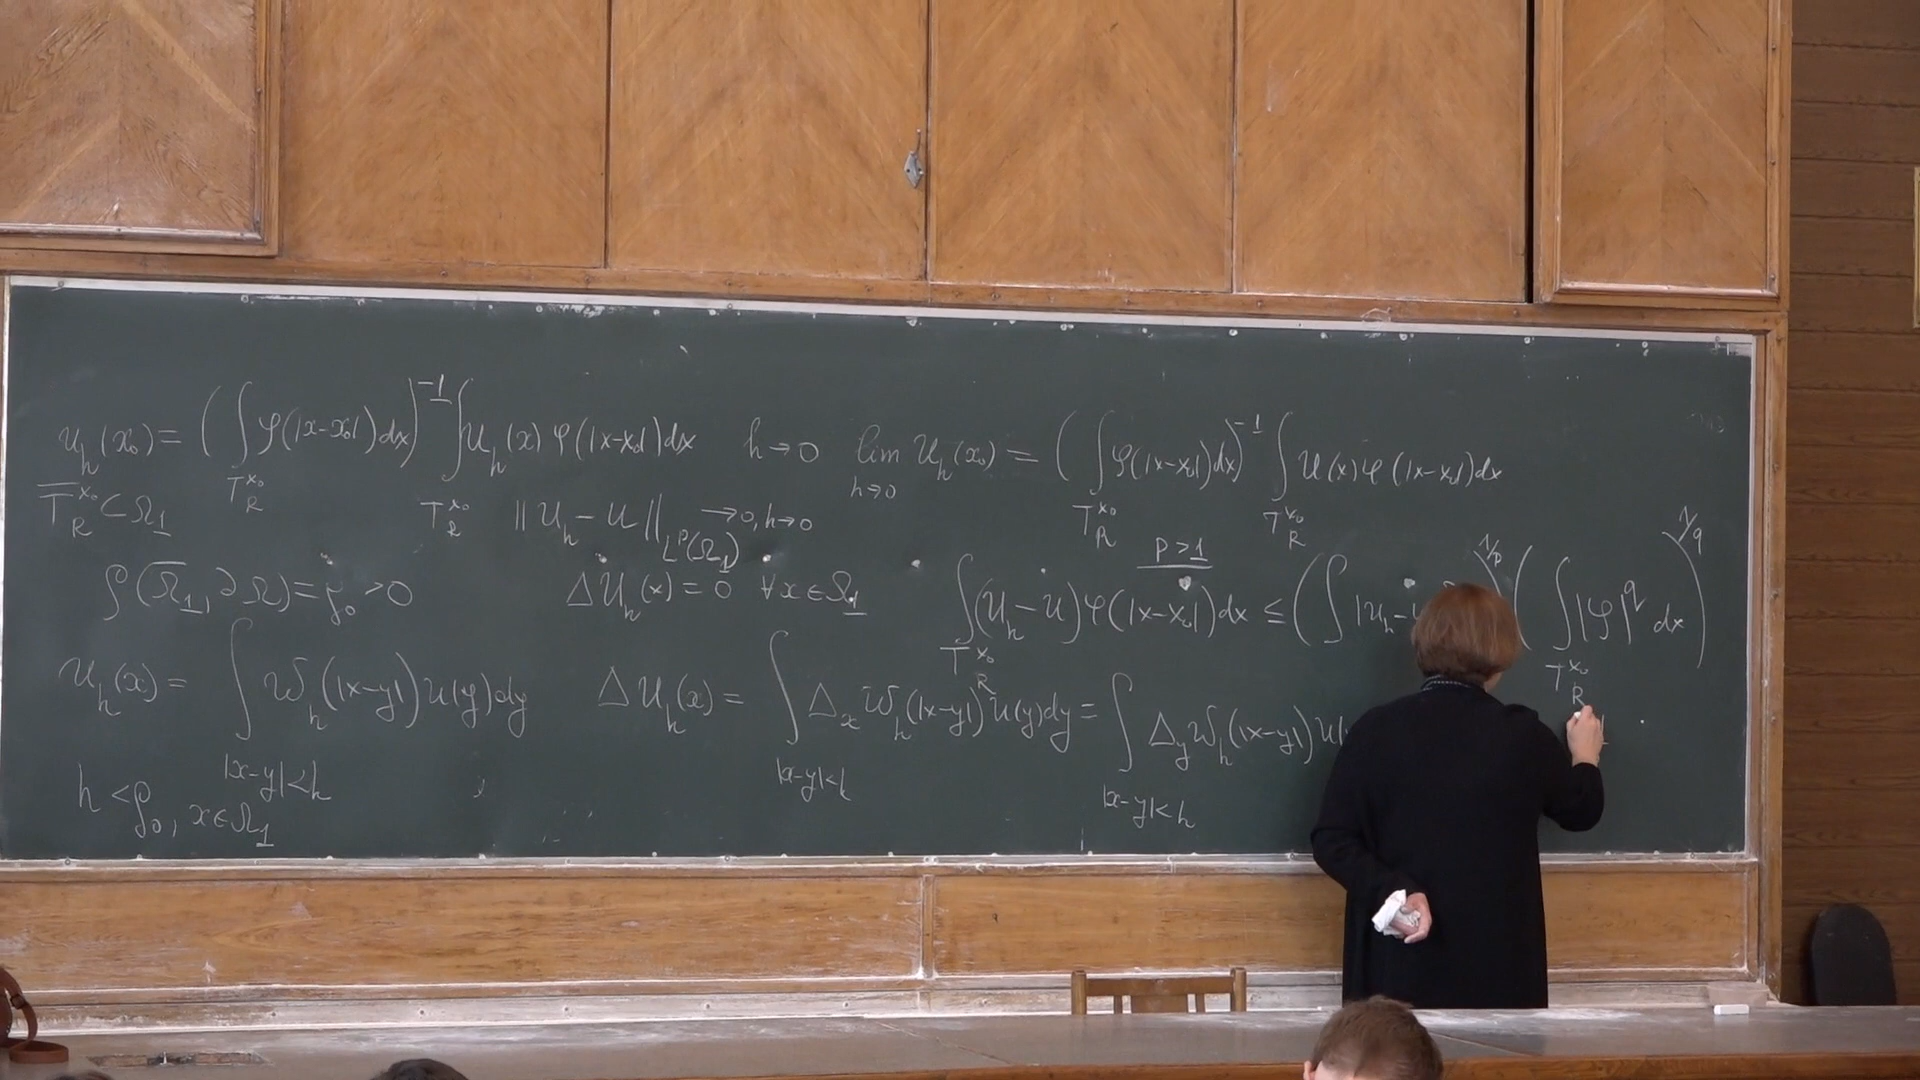 u_h(x_0) = (∫_{T_R^{x_0}} φ(|x-x_0|)dx)^{-1} ∫_{T_R^{x_0}} u_h(x) φ(|x-x_0|)dx h→0 lim_{h→0} u_h(x_0) = (∫_{T_R^{x_0}} φ(|x-x_0|)dx)^{-1} ∫_{T_R^{x_0}} u(x)φ(|x-x_0|)dx
\overline{T_R^{x_0}} ⊂ Ω_1 ‖u_h - u‖_{L^p(Ω_1)} →0, h→0
ρ(\overline{Ω_1}, ∂Ω) = ρ_0 > 0 Δu_h(x) = 0 ∀x∈Ω_1
p>1
∫_{T_R^{x_0}} (u_h - u)φ(|x-x_0|)dx ≤ (∫ |u_h - )^{1/p} (∫_{T_R^{x_0}} |φ|^q dx)^{1/q}
u_h(x) = ∫_{|x-y|<h} ω_h(|x-y|)u(y)dy Δu_h(x) = ∫_{|x-y|<h} Δ_x ω_h(|x-y|)u(y)dy = ∫_{|x-y|<h} Δ_y ω_h(|x-y|)u(
h < ρ_0, x∈Ω_1